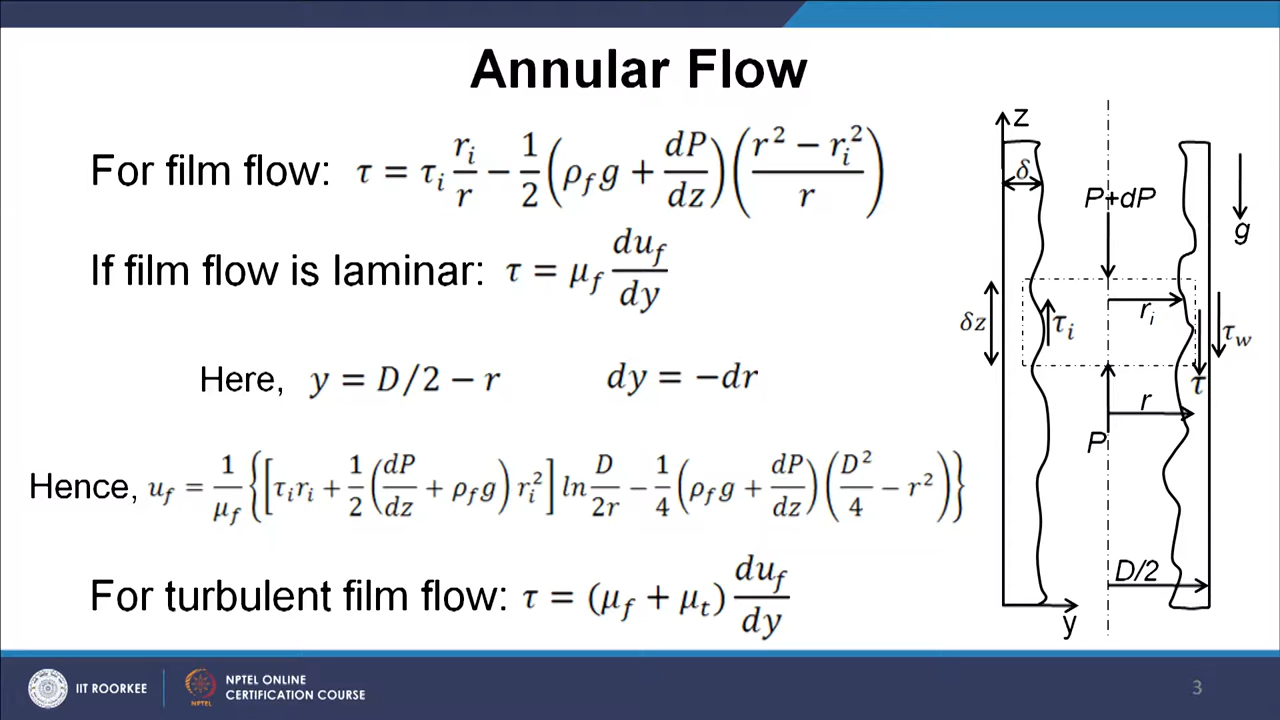 Annular Flow
For film flow: τ = τᵢ rᵢ/r − 1/2 (ρ_f g + dP/dz) ((r² − rᵢ²)/r)
If film flow is laminar: τ = μ_f du_f/dy
Here, y = D/2 − r dy = −dr
Hence, u_f = 1/μ_f {[τᵢrᵢ + 1/2 (dP/dz + ρ_f g) rᵢ²] ln D/2r − 1/4 (ρ_f g + dP/dz) (D²/4 − r²)}
For turbulent film flow: τ = (μ_f + μ_t) du_f/dy
z
δ
P+dP
g
rᵢ
δz
τᵢ
τ_w
τ
r
P
D/2
y
IIT ROORKEE
NPTEL
NPTEL ONLINE
CERTIFICATION COURSE
3